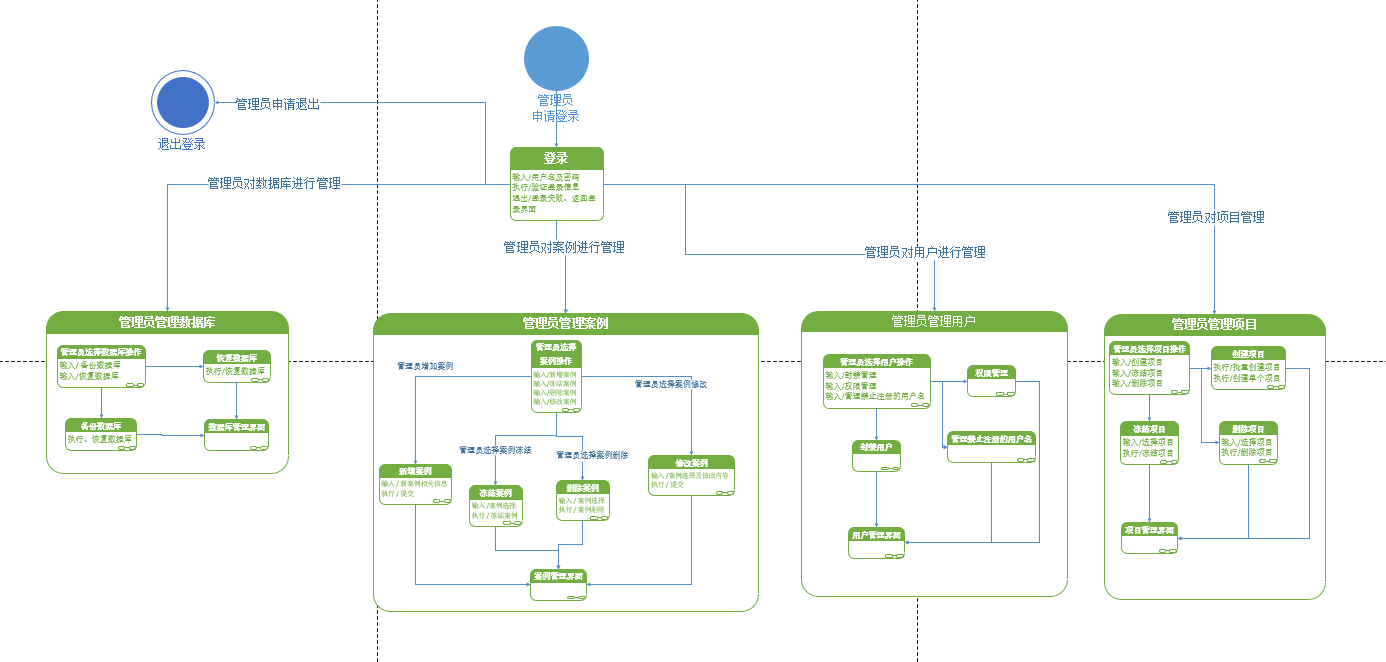 管理员
申请登录
管理员申请退出
退出登录
登录
输入/用户名及密码
执行/验证登录信息
退出/登录失败，返回登
录界面
管理员对数据库进行管理
管理员对项目管理
管理员对案例进行管理
管理员对用户进行管理
管理员管理数据库
管理员选择数据库操作
输入/ 备份数据库
输入/恢复数据库
恢复数据库
执行/恢复数据库
备份数据库
执行、恢复数据库
数据库管理界面
管理员管理案例
管理员选择
案例操作
输入/新增案例
输入/冻结案例
输入/删除案例
输入/修改案例
管理员增加案例
管理员选择案例修改
管理员选择案例冻结
管理员选择案例删除
新增案例
输入 / 新案例相关信息
执行 / 提交
冻结案例
输入 /案例选择
执行 / 冻结案例
删除案例
输入 / 案例选择
执行 / 案例删除
修改案例
输入 /案例选择及修改内容
执行 / 提交
案例管理界面
管理员管理用户
管理员选择用户操作
输入/封禁管理
输入/权限管理
输入/管理禁止注册的用户名
权限管理
封禁用户
管理禁止注册的用户名
用户管理界面
管理员管理项目
管理员选择项目操作
输入/创建项目
输入/冻结项目
输入/删除项目
创建项目
执行/批量创建项目
执行/创建单个项目
冻结项目
输入/选择项目
执行/冻结项目
删除项目
输入/选择项目
执行/删除项目
项目管理界面